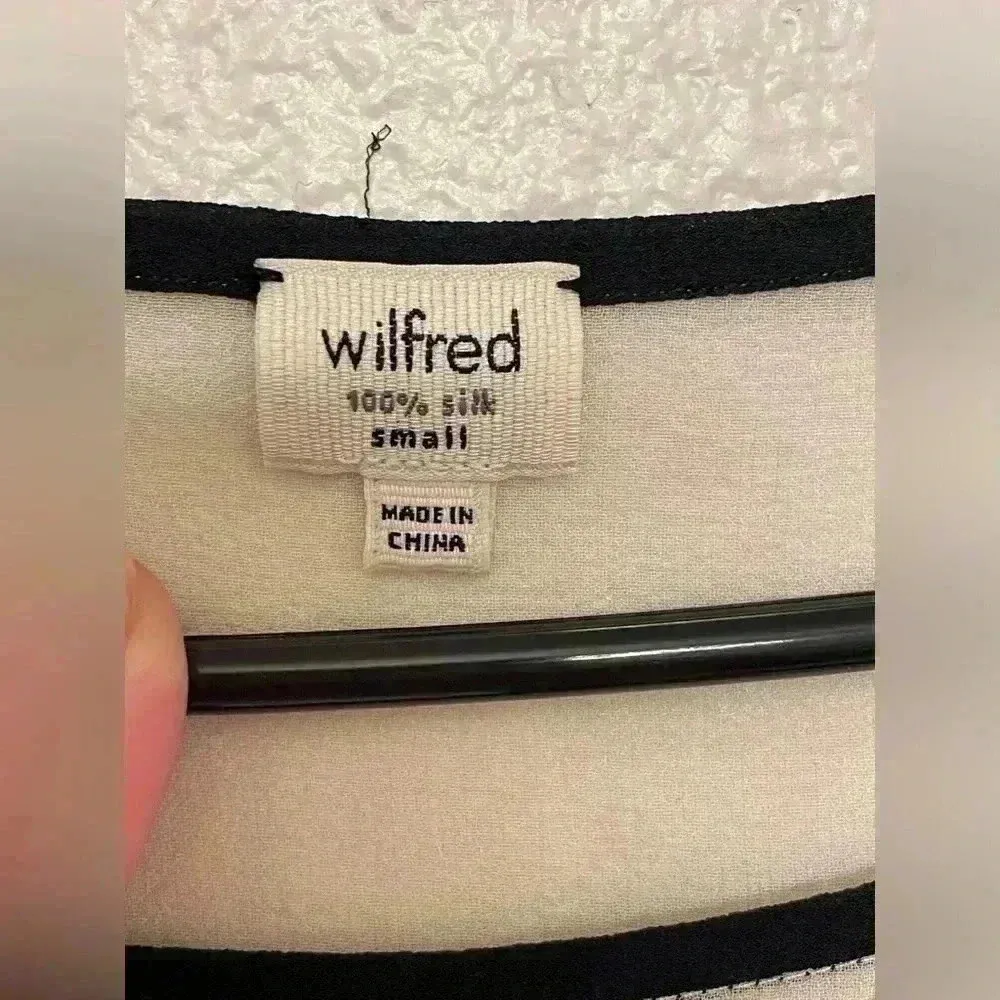 wilfred
100% silk
small
MADE IN
CHINA